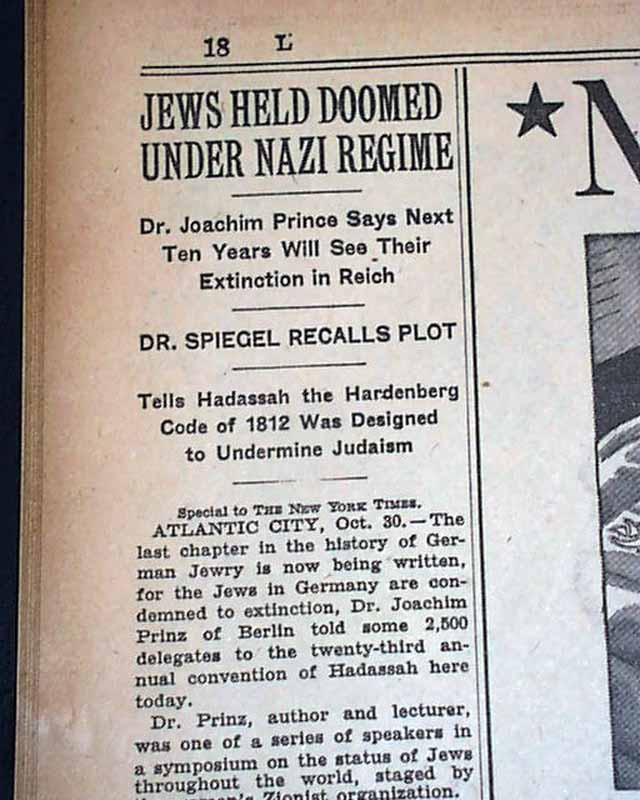 18 L
JEWS HELD DOOMED
UNDER NAZI REGIME
Dr. Joachim Prince Says Next
Ten Years Will See Their
Extinction in Reich
DR. SPIEGEL RECALLS PLOT
Tells Hadassah the Hardenberg
Code of 1812 Was Designed
to Undermine Judaism
Special to THE NEW YORK TIMES.
ATLANTIC CITY, Oct. 30.—The
last chapter in the history of Ger-
man Jewry is now being written,
for the Jews in Germany are con-
demned to extinction, Dr. Joachim
Prinz of Berlin told some 2,500
delegates to the twenty-third an-
nual convention of Hadassah here
today.
Dr. Prinz, author and lecturer,
was one of a series of speakers in
a symposium on the status of Jews
throughout the world, staged by
Zionist organization.
★N